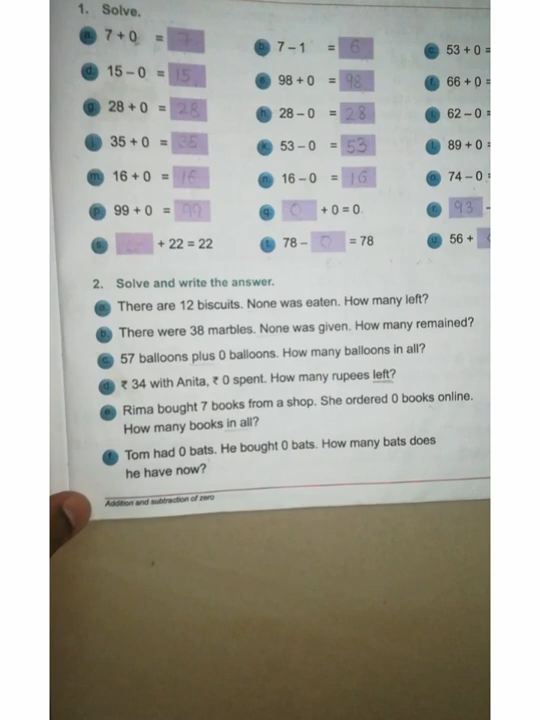 1. Solve.
a. 7 + 0 = 7 b. 7 – 1 = 6 c. 53 + 0 =
d. 15 – 0 = 15 e. 98 + 0 = 98 f. 66 + 0 =
g. 28 + 0 = 28 h. 28 – 0 = 28 i. 62 – 0 =
j. 35 + 0 = 35 k. 53 – 0 = 53 l. 89 + 0 =
m. 16 + 0 = 16 n. 16 – 0 = 16 o. 74 – 0 =
p. 99 + 0 = 99 q. 0 + 0 = 0 r. 93 –
s. + 22 = 22 t. 78 – 0 = 78 u. 56 +
2. Solve and write the answer.
a. There are 12 biscuits. None was eaten. How many left?
b. There were 38 marbles. None was given. How many remained?
c. 57 balloons plus 0 balloons. How many balloons in all?
d. ₹ 34 with Anita, ₹ 0 spent. How many rupees left?
e. Rima bought 7 books from a shop. She ordered 0 books online.
How many books in all?
f. Tom had 0 bats. He bought 0 bats. How many bats does
he have now?
Addition and subtraction of zero